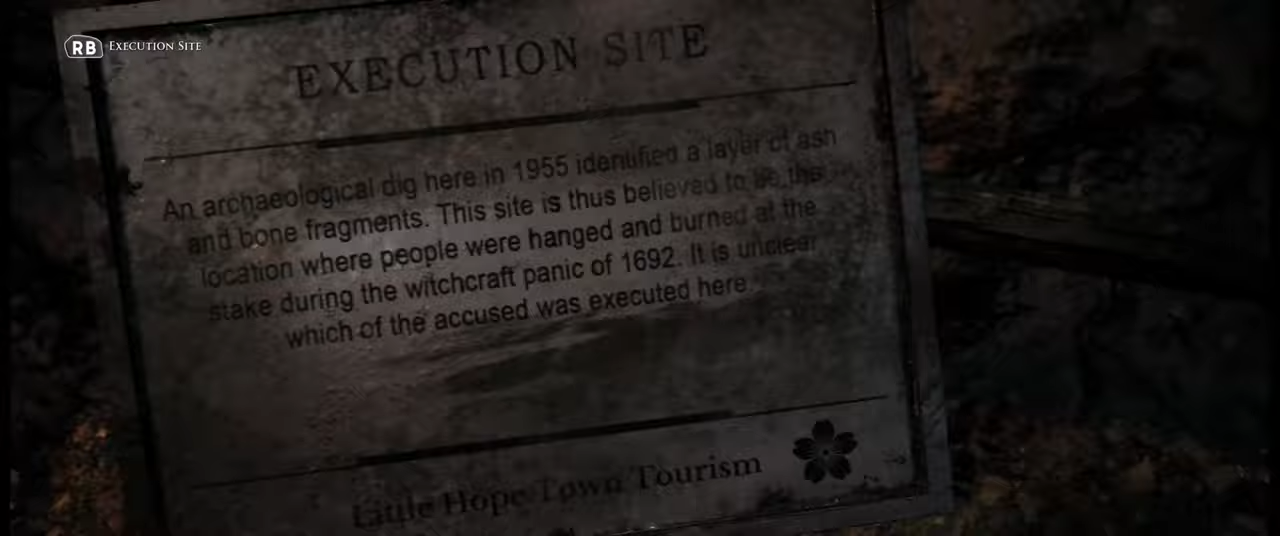 RB EXECUTION SITE
EXECUTION SITE
An archaeological dig here in 1955 identified a layer of ash
and bone fragments. This site is thus believed to be the
location where people were hanged and burned at the
stake during the witchcraft panic of 1692. It is unclear
which of the accused was executed here.
Little Hope Town Tourism